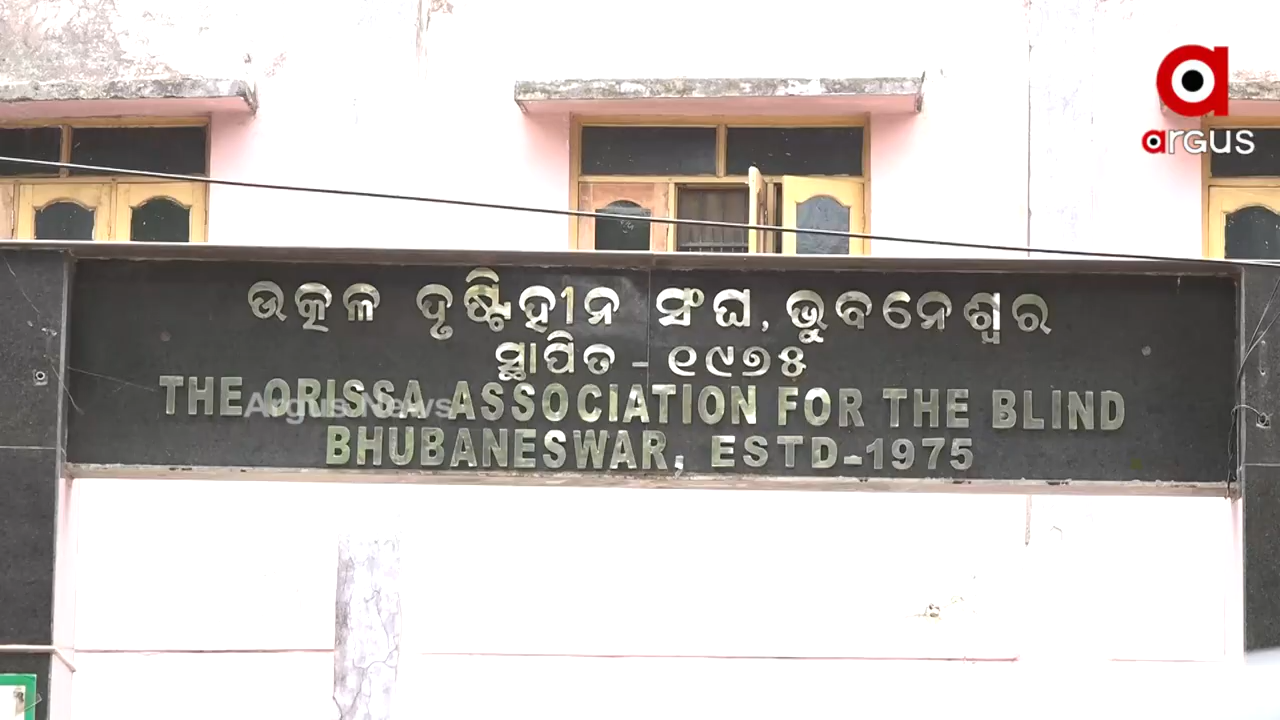 argus
ଉତ୍କଳ ଦୃଷ୍ଟିହୀନ ସଂଘ, ଭୁବନେଶ୍ୱର
ସ୍ଥାପିତ - ୧୯୭୫
THE ORISSA ASSOCIATION FOR THE BLIND
Argus News
BHUBANESWAR, ESTD-1975